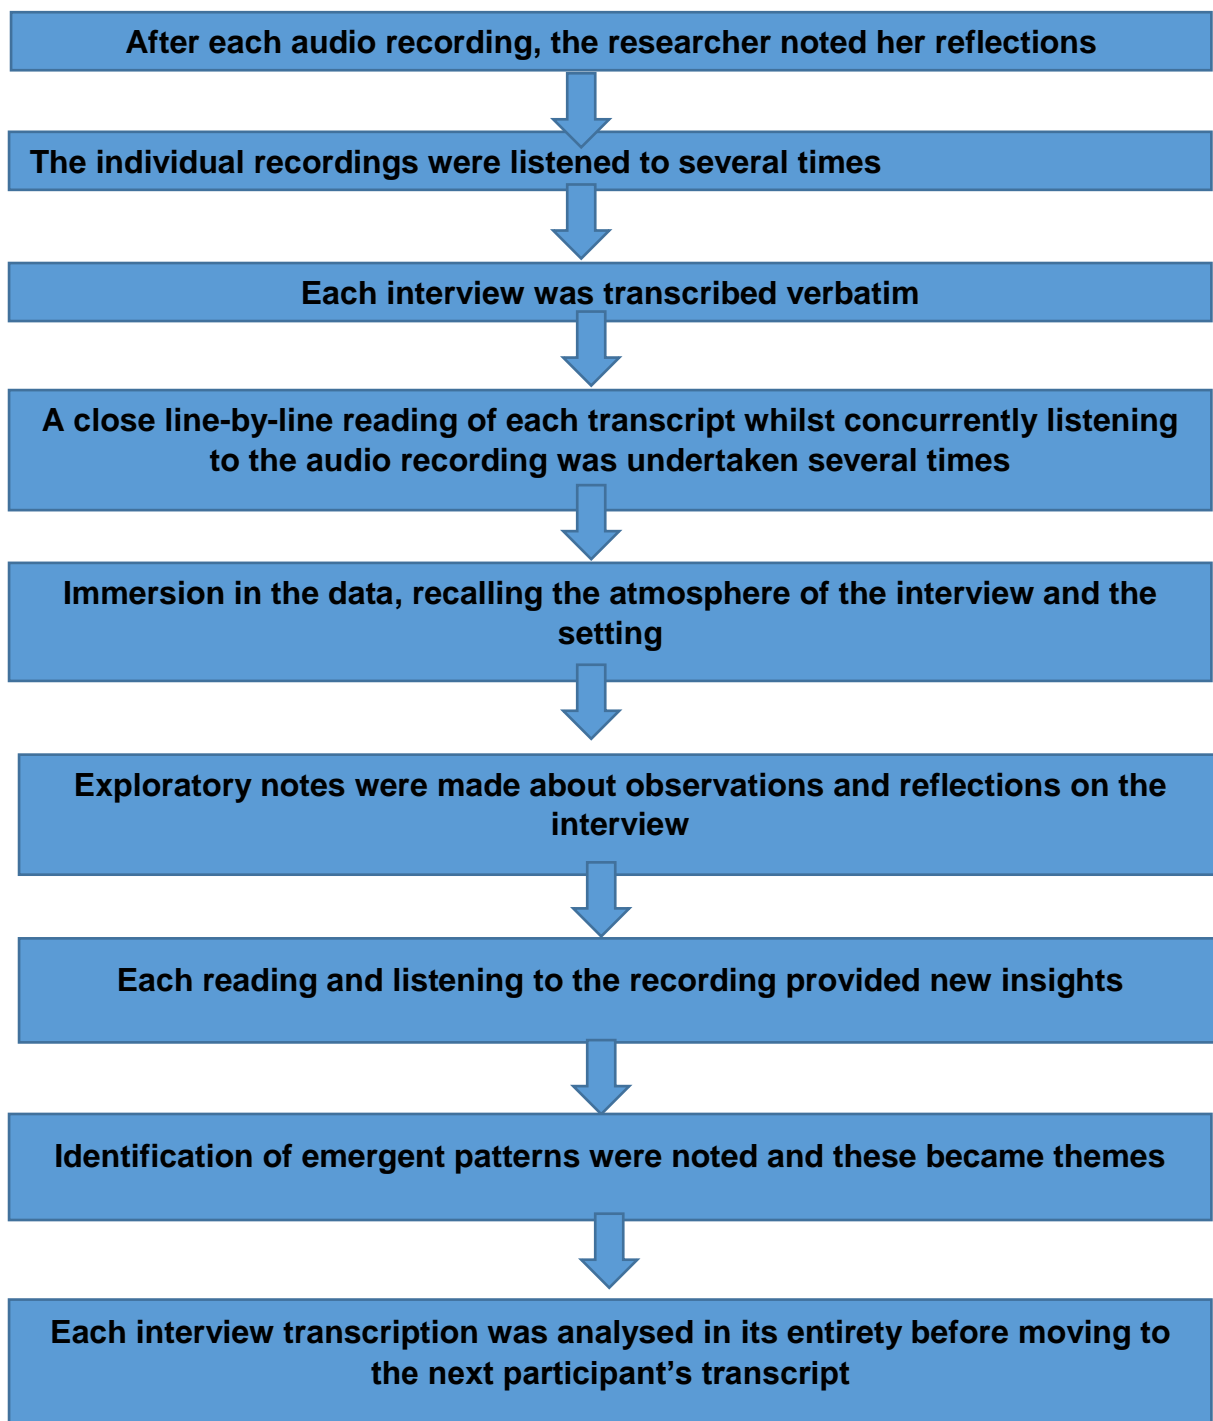 After each audio recording, the researcher noted her reflections
The individual recordings were listened to several times
Each interview was transcribed verbatim
A close line-by-line reading of each transcript whilst concurrently listening
to the audio recording was undertaken several times
Immersion in the data, recalling the atmosphere of the interview and the
setting
Exploratory notes were made about observations and reflections on the
interview
Each reading and listening to the recording provided new insights
Identification of emergent patterns were noted and these became themes
Each interview transcription was analysed in its entirety before moving to
the next participant’s transcript